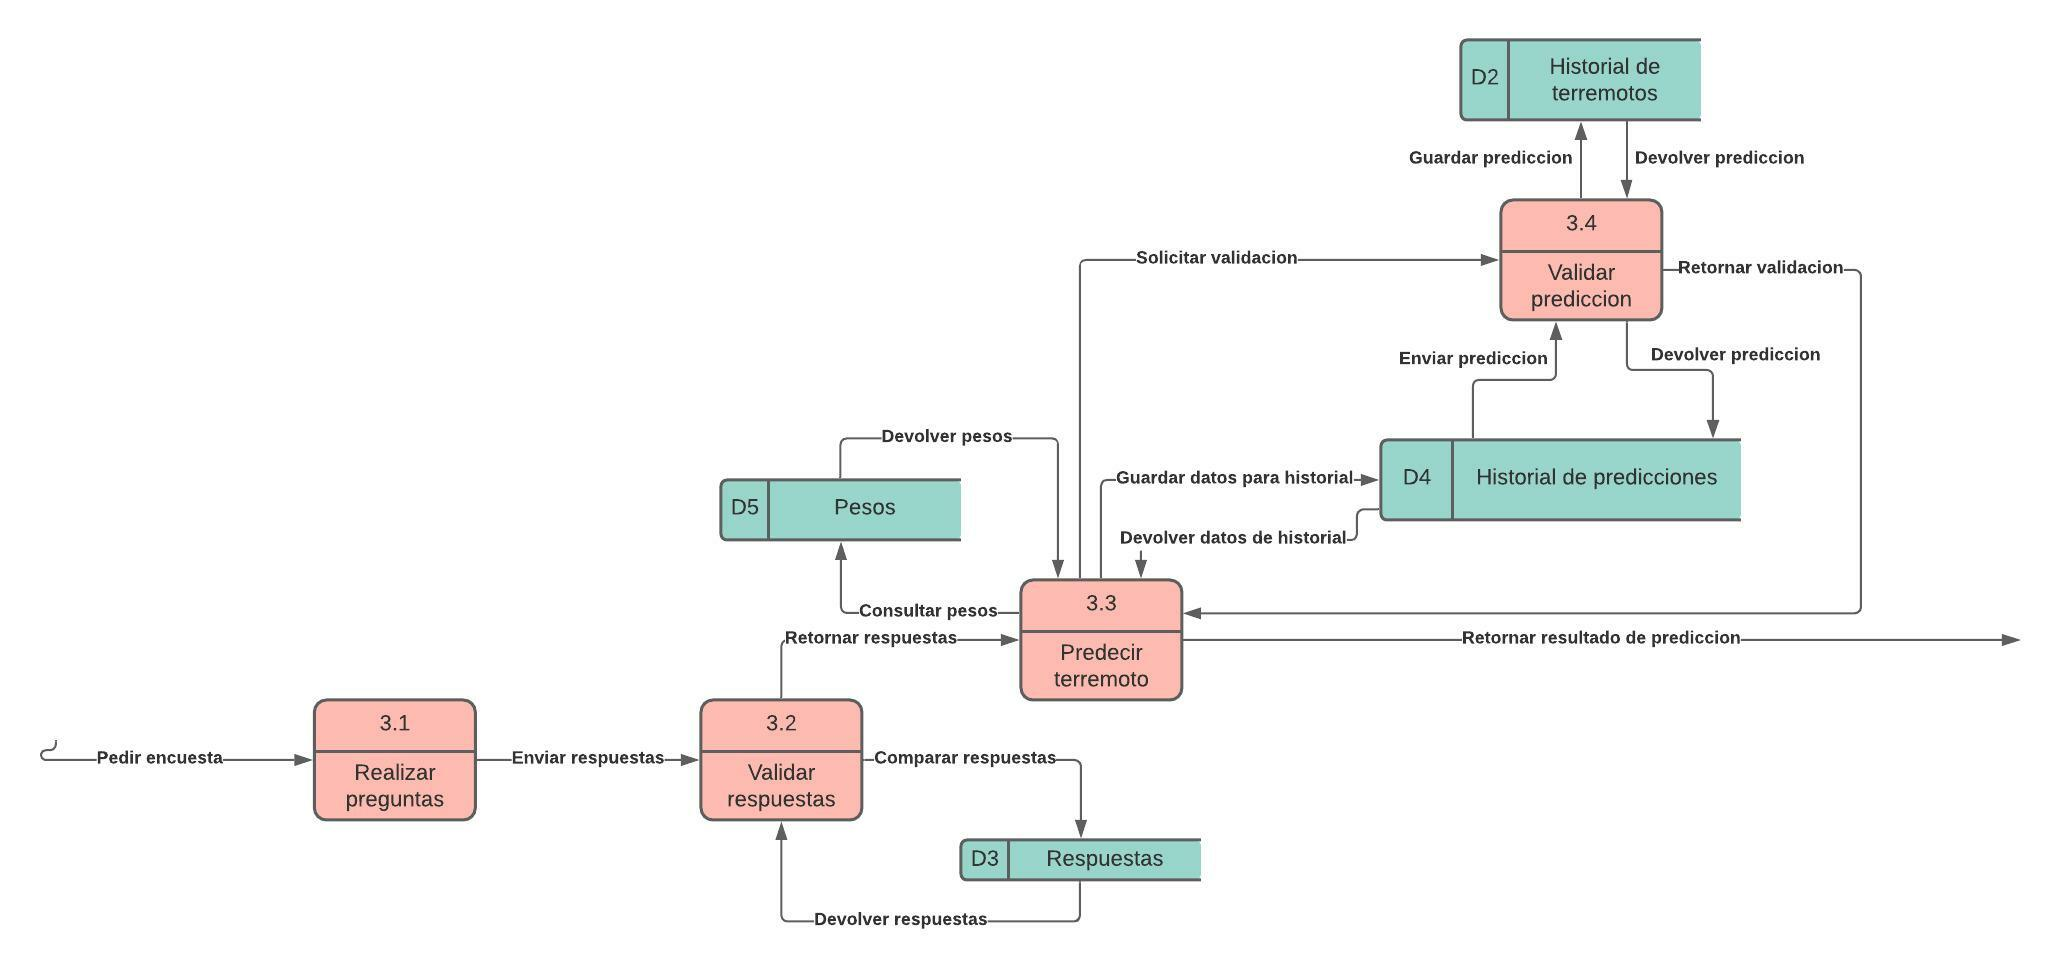 D2
Historial de
terremotos
Guardar prediccion
Devolver prediccion
3.4
Validar
prediccion
Solicitar validacion
Retornar validacion
Enviar prediccion
Devolver prediccion
Devolver pesos
D4
Historial de predicciones
Guardar datos para historial
D5
Pesos
Devolver datos de historial
3.3
Predecir
terremoto
Consultar pesos
Retornar respuestas
Retornar resultado de prediccion
3.1
Realizar
preguntas
3.2
Validar
respuestas
Pedir encuesta
Enviar respuestas
Comparar respuestas
D3
Respuestas
Devolver respuestas